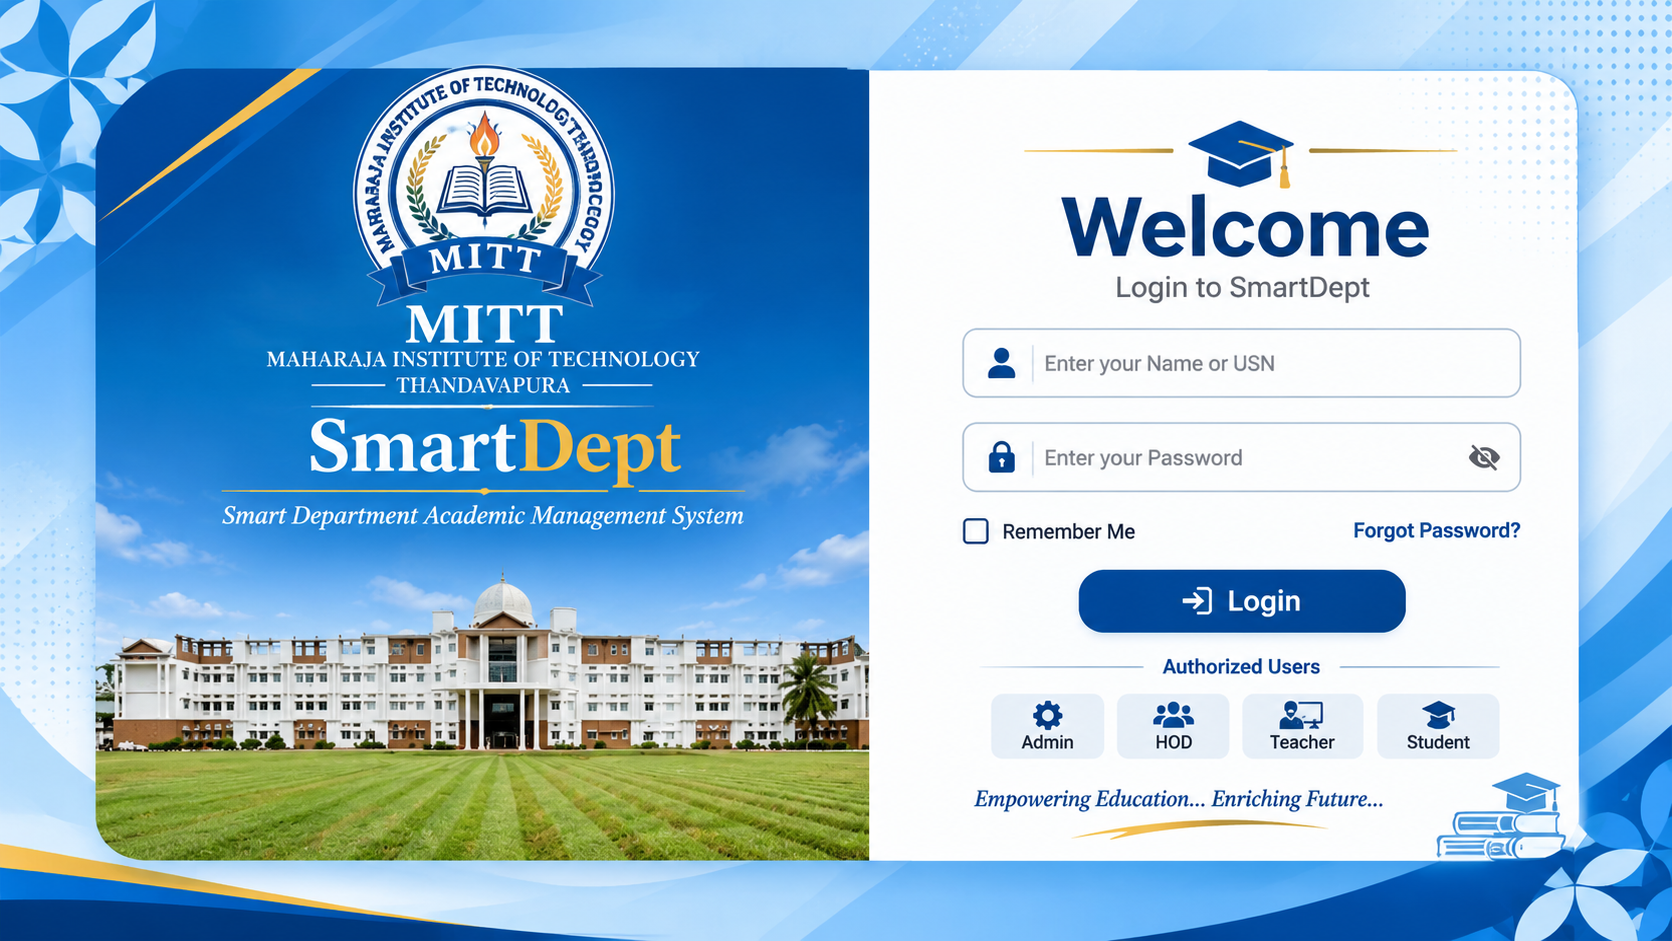 MAHARAJA INSTITUTE OF TECHNOLOGY
MITT
MITT
MAHARAJA INSTITUTE OF TECHNOLOGY
THANDAVAPURA
SmartDept
Smart Department Academic Management System
Welcome
Login to SmartDept
Enter your Name or USN
Enter your Password
Remember Me
Forgot Password?
Login
Authorized Users
Admin
HOD
Teacher
Student
Empowering Education... Enriching Future...